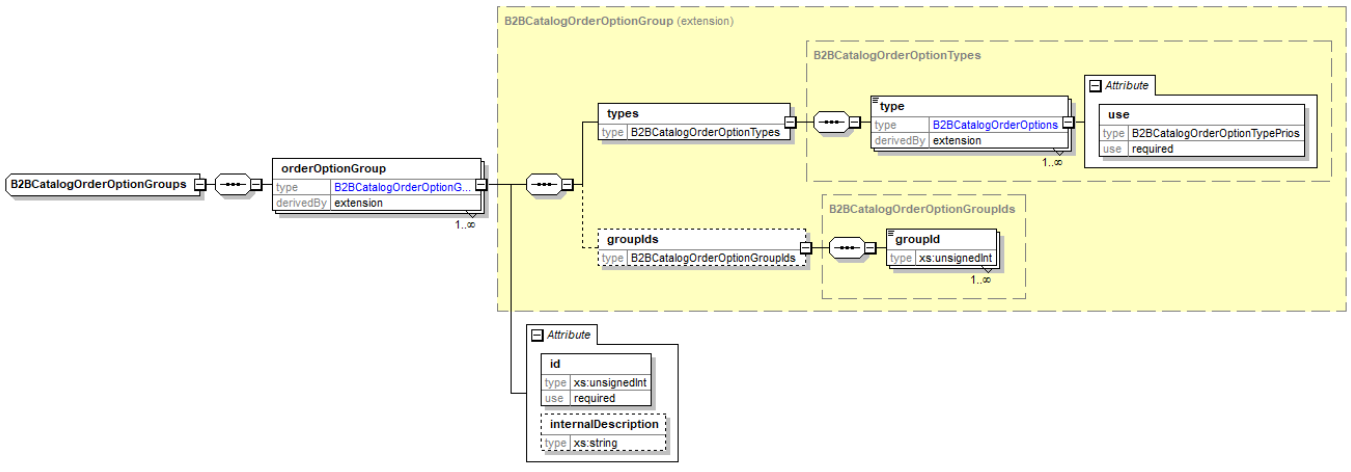 B2BCatalogOrderOptionGroup (extension)
B2BCatalogOrderOptionTypes
Attribute
types
type B2BCatalogOrderOptionTypes
type
type B2BCatalogOrderOptions
derivedBy extension
1..∞
use
type B2BCatalogOrderOptionTypePrios
use required
B2BCatalogOrderOptionGroups
orderOptionGroup
type B2BCatalogOrderOptionG...
derivedBy extension
1..∞
B2BCatalogOrderOptionGroupIds
groupIds
type B2BCatalogOrderOptionGroupIds
groupId
type xs:unsignedInt
1..∞
Attribute
id
type xs:unsignedInt
use required
internalDescription
type xs:string